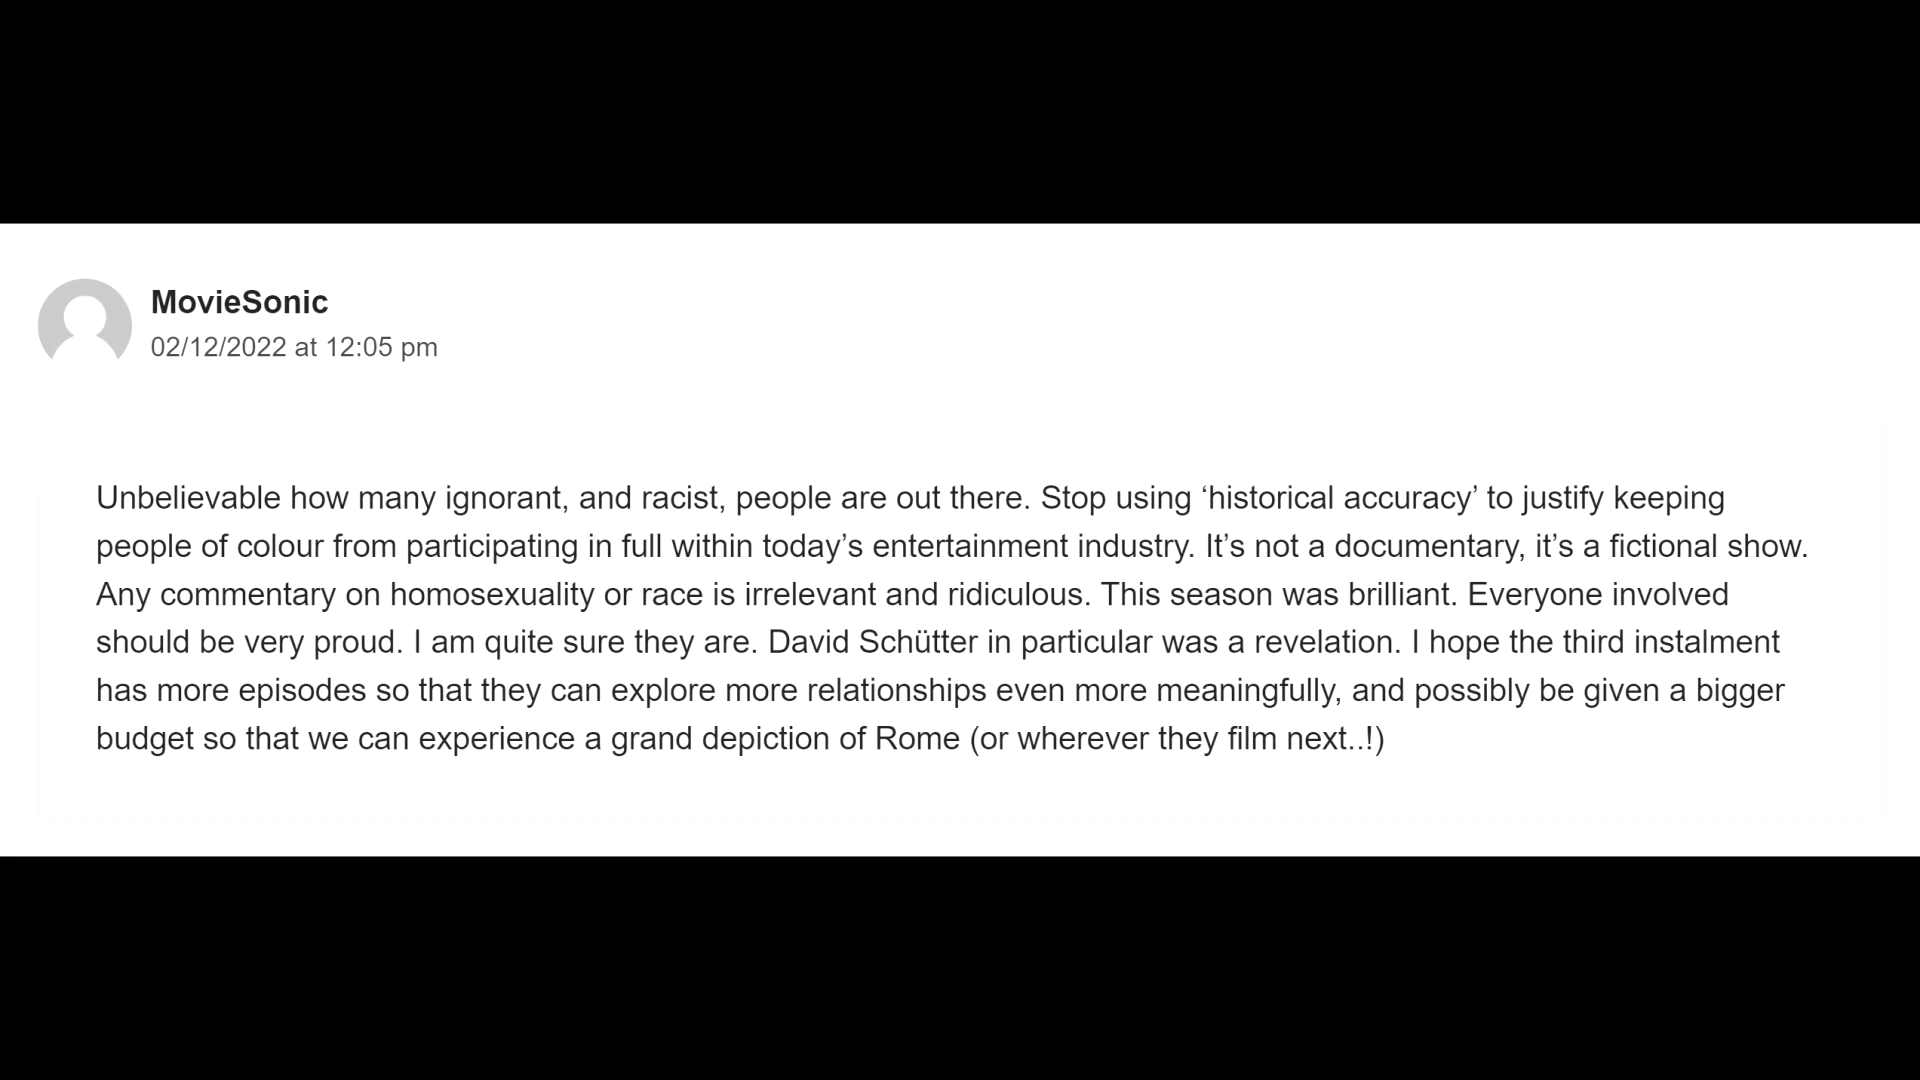 MovieSonic
02/12/2022 at 12:05 pm
Unbelievable how many ignorant, and racist, people are out there. Stop using ‘historical accuracy’ to justify keeping
people of colour from participating in full within today’s entertainment industry. It’s not a documentary, it’s a fictional show.
Any commentary on homosexuality or race is irrelevant and ridiculous. This season was brilliant. Everyone involved
should be very proud. I am quite sure they are. David Schütter in particular was a revelation. I hope the third instalment
has more episodes so that they can explore more relationships even more meaningfully, and possibly be given a bigger
budget so that we can experience a grand depiction of Rome (or wherever they film next..!)